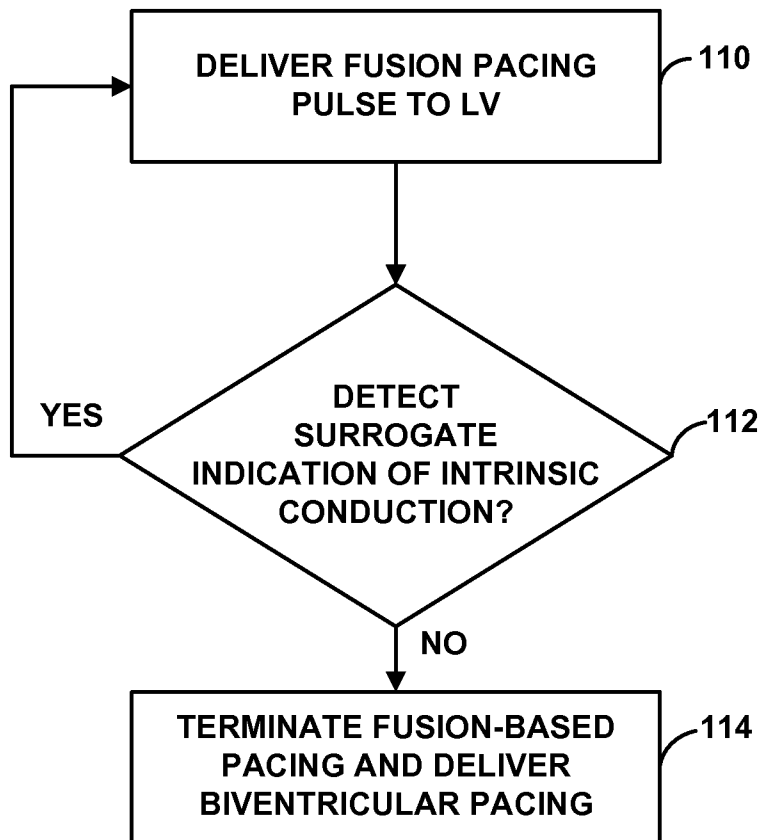 DELIVER FUSION PACING
PULSE TO LV
110
DETECT
SURROGATE
INDICATION OF INTRINSIC
CONDUCTION?
112
YES
NO
TERMINATE FUSION-BASED
PACING AND DELIVER
BIVENTRICULAR PACING
114